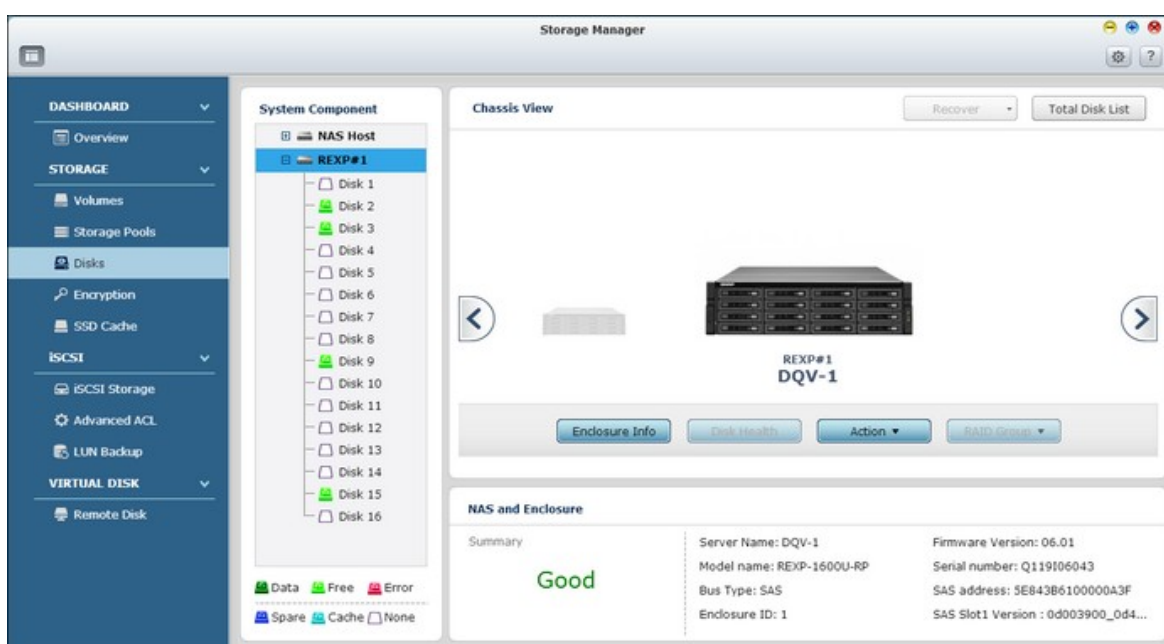 Storage Manager
DASHBOARD
Overview
STORAGE
Volumes
Storage Pools
Disks
Encryption
SSD Cache
iSCSI
iSCSI Storage
Advanced ACL
LUN Backup
VIRTUAL DISK
Remote Disk
System Component
NAS Host
REXP#1
Disk 1
Disk 2
Disk 3
Disk 4
Disk 5
Disk 6
Disk 7
Disk 8
Disk 9
Disk 10
Disk 11
Disk 12
Disk 13
Disk 14
Disk 15
Disk 16
Data Free Error
Spare Cache None
Chassis View
Recover
Total Disk List
REXP#1
DQV-1
Enclosure Info Disk Health Action RAID Group
NAS and Enclosure
Summary
Good
Server Name: DQV-1
Model name: REXP-1600U-RP
Bus Type: SAS
Enclosure ID: 1
Firmware Version: 06.01
Serial number: Q119I06043
SAS address: 5E843B6100000A3F
SAS Slot1 Version : 0d003900_0d4...